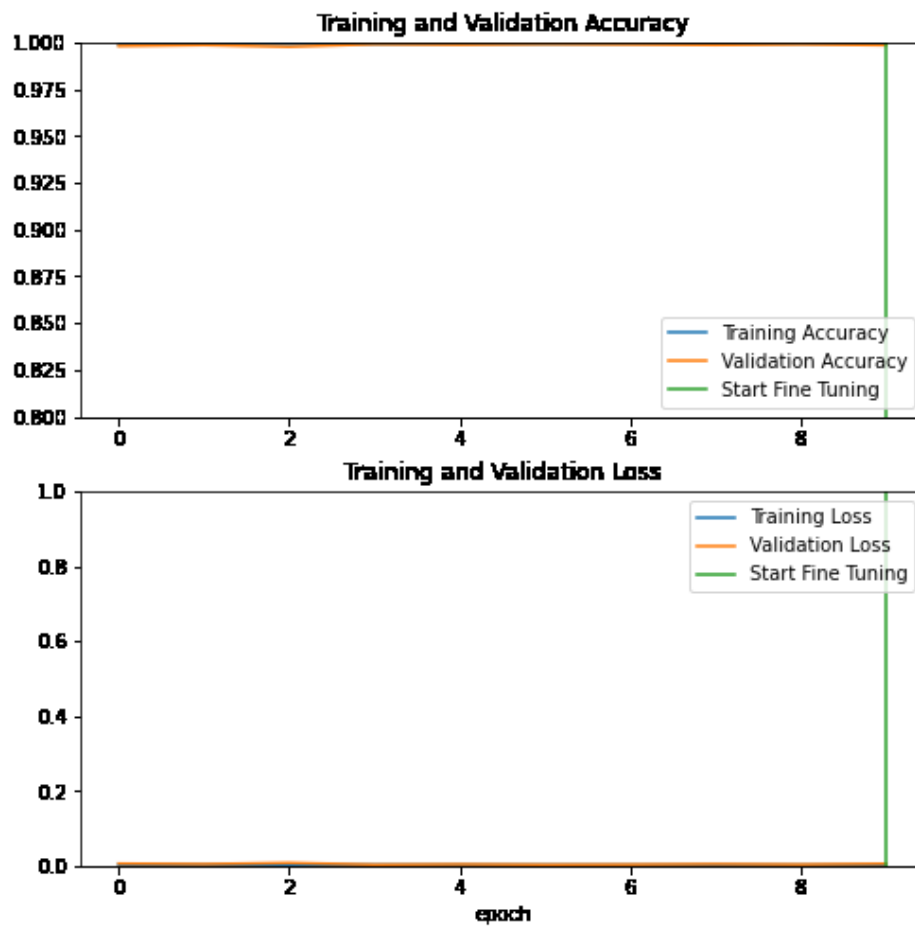 Training and Validation Accuracy
1.000
0.975
0.950
0.925
0.900
0.875
0.850
0.825
0.800
Training Accuracy
Validation Accuracy
Start Fine Tuning
0 2 4 6 8
Training and Validation Loss
1.0
0.8
0.6
0.4
0.2
0.0
Training Loss
Validation Loss
Start Fine Tuning
0 2 4 6 8
epoch